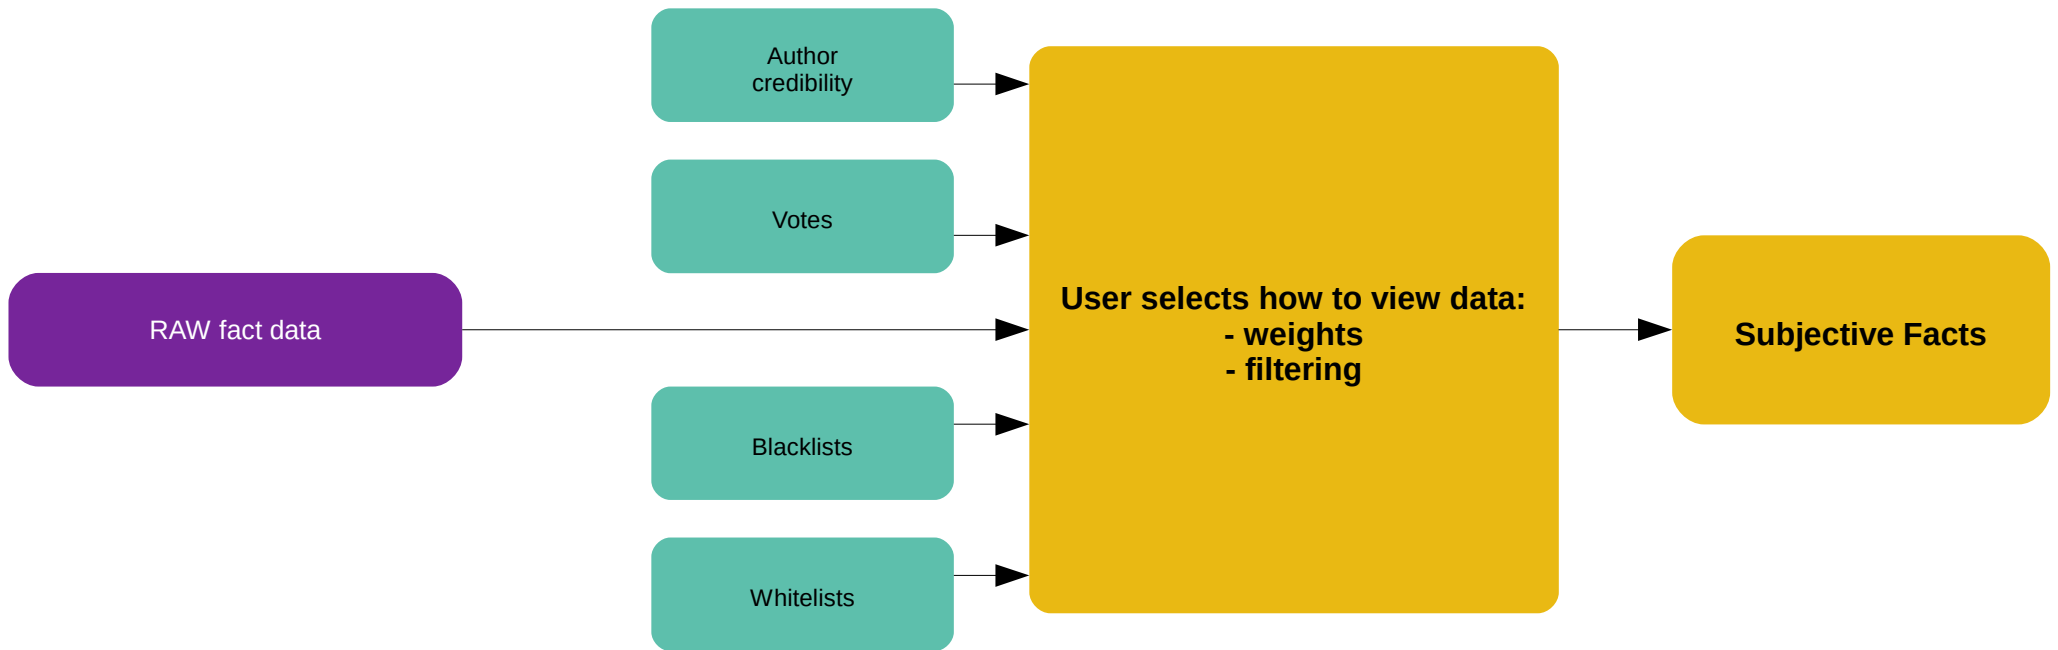 Author
credibility
Votes
RAW fact data
Blacklists
Whitelists
User selects how to view data:
- weights
- filtering
Subjective Facts